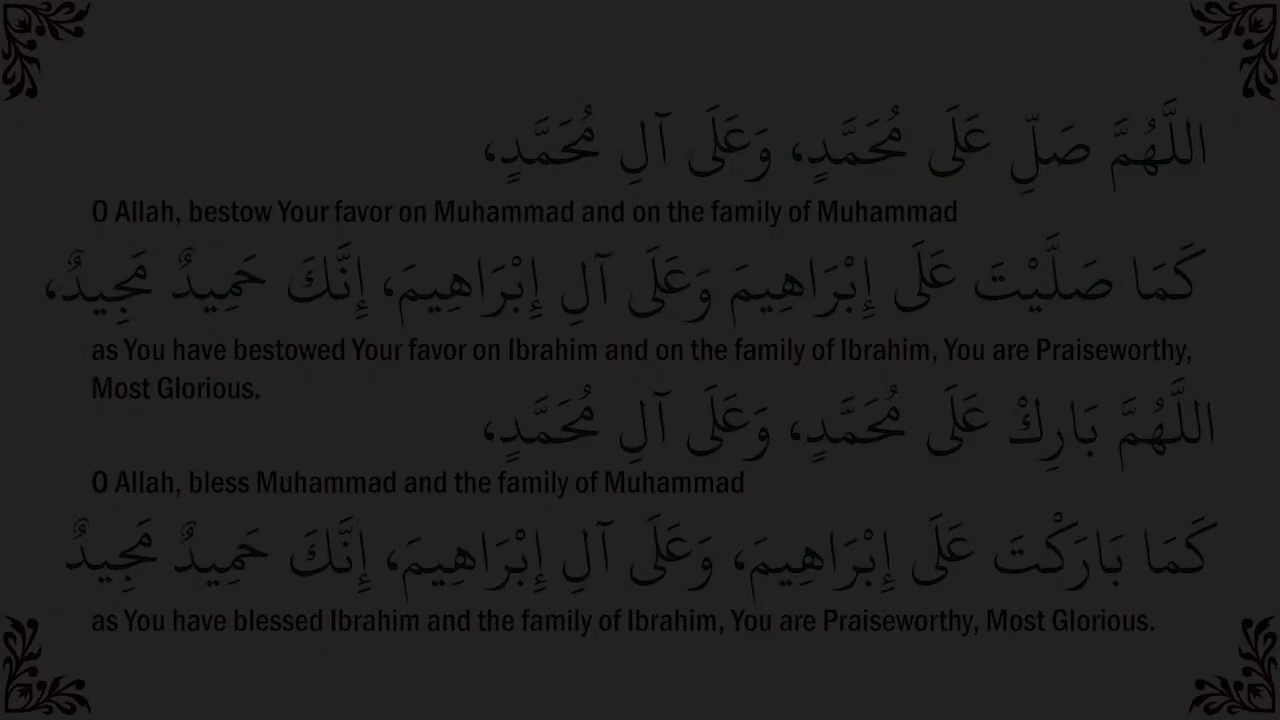 اللَّهُمَّ صَلِّ عَلَى مُحَمَّدٍ، وَعَلَى آلِ مُحَمَّدٍ،
O Allah, bestow Your favor on Muhammad and on the family of Muhammad
كَمَا صَلَّيْتَ عَلَى إِبْرَاهِيمَ وَعَلَى آلِ إِبْرَاهِيمَ، إِنَّكَ حَمِيدٌ مَجِيدٌ،
as You have bestowed Your favor on Ibrahim and on the family of Ibrahim, You are Praiseworthy,
Most Glorious.
اللَّهُمَّ بَارِكْ عَلَى مُحَمَّدٍ، وَعَلَى آلِ مُحَمَّدٍ،
O Allah, bless Muhammad and the family of Muhammad
كَمَا بَارَكْتَ عَلَى إِبْرَاهِيمَ، وَعَلَى آلِ إِبْرَاهِيمَ، إِنَّكَ حَمِيدٌ مَجِيدٌ
as You have blessed Ibrahim and the family of Ibrahim, You are Praiseworthy, Most Glorious.